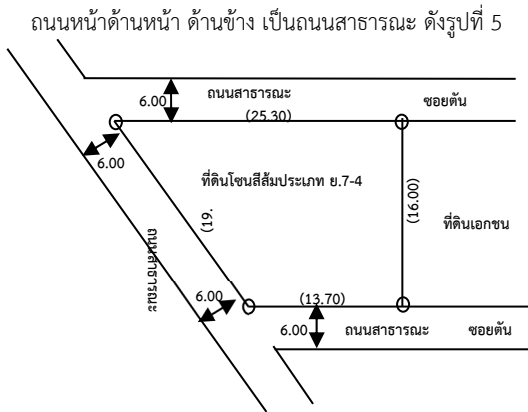 ถนนหน้าด้านหน้า ด้านข้าง เป็นถนนสาธารณะ ดังรูปที่ 5
6.00
ถนนสาธารณะ
ซอยตัน
(25.30)
6.00
ที่ดินโซนสีส้มประเภท ย.7-4
(16.00)
ที่ดินเอกชน
(19.
ถนนสาธารณะ
6.00
(13.70)
6.00
ถนนสาธารณะ
ซอยตัน